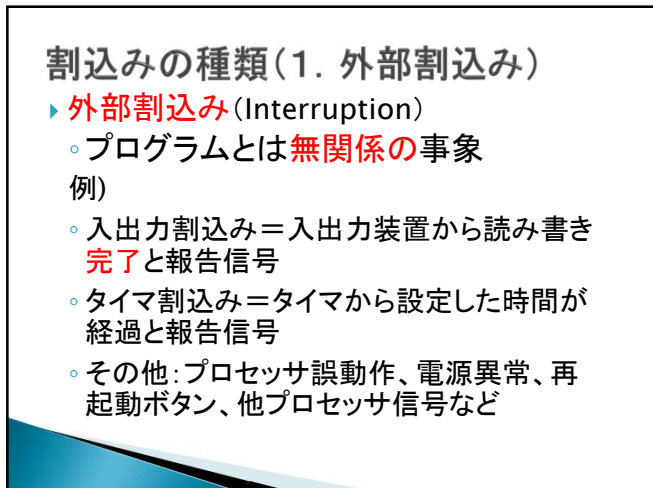 割込みの種類(1．外部割込み)
外部割込み(Interruption)
プログラムとは無関係の事象
例)
入出力割込み＝入出力装置から読み書き
完了と報告信号
タイマ割込み＝タイマから設定した時間が
経過と報告信号
その他：プロセッサ誤動作、電源異常、再
起動ボタン、他プロセッサ信号など